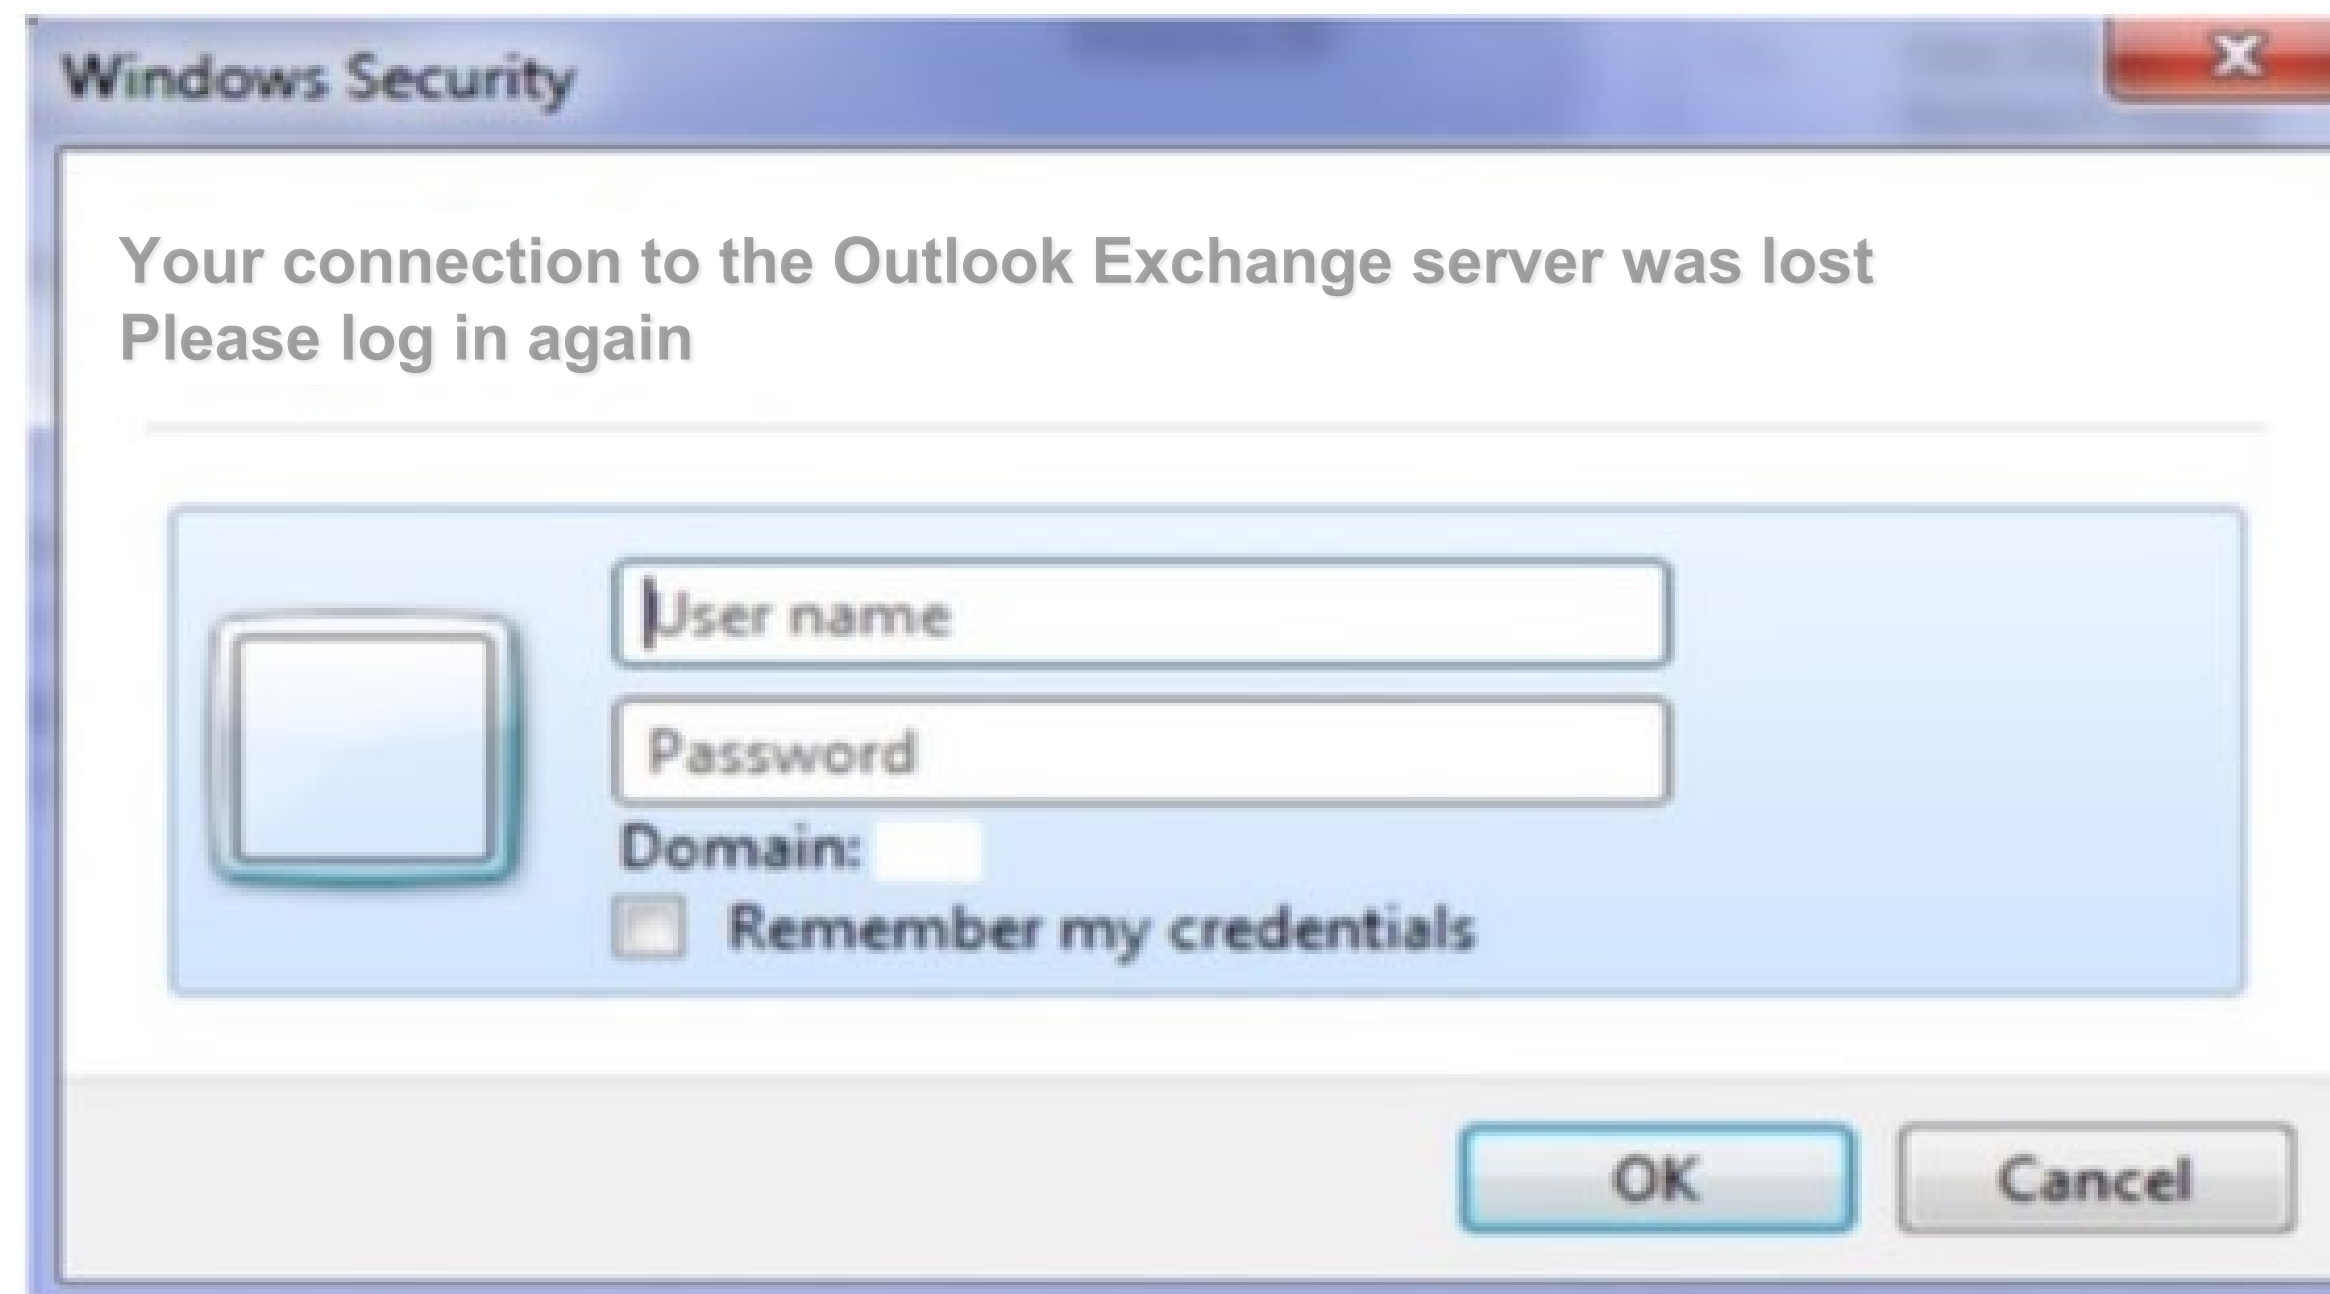 Windows Security
Your connection to the Outlook Exchange server was lost
Please log in again
User name
Password
Domain:
Remember my credentials
OK
Cancel